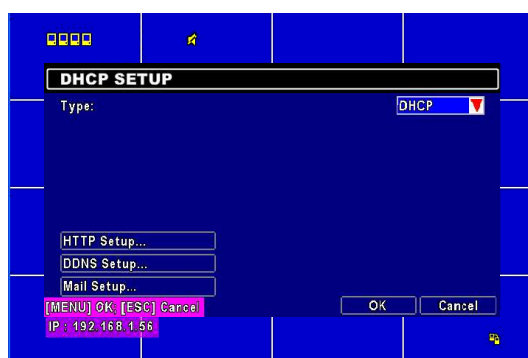 DHCP SETUP
Type: DHCP
HTTP Setup...
DDNS Setup...
Mail Setup...
[MENU] OK, [ESC] Cancel
OK Cancel
IP : 192.168.1.56